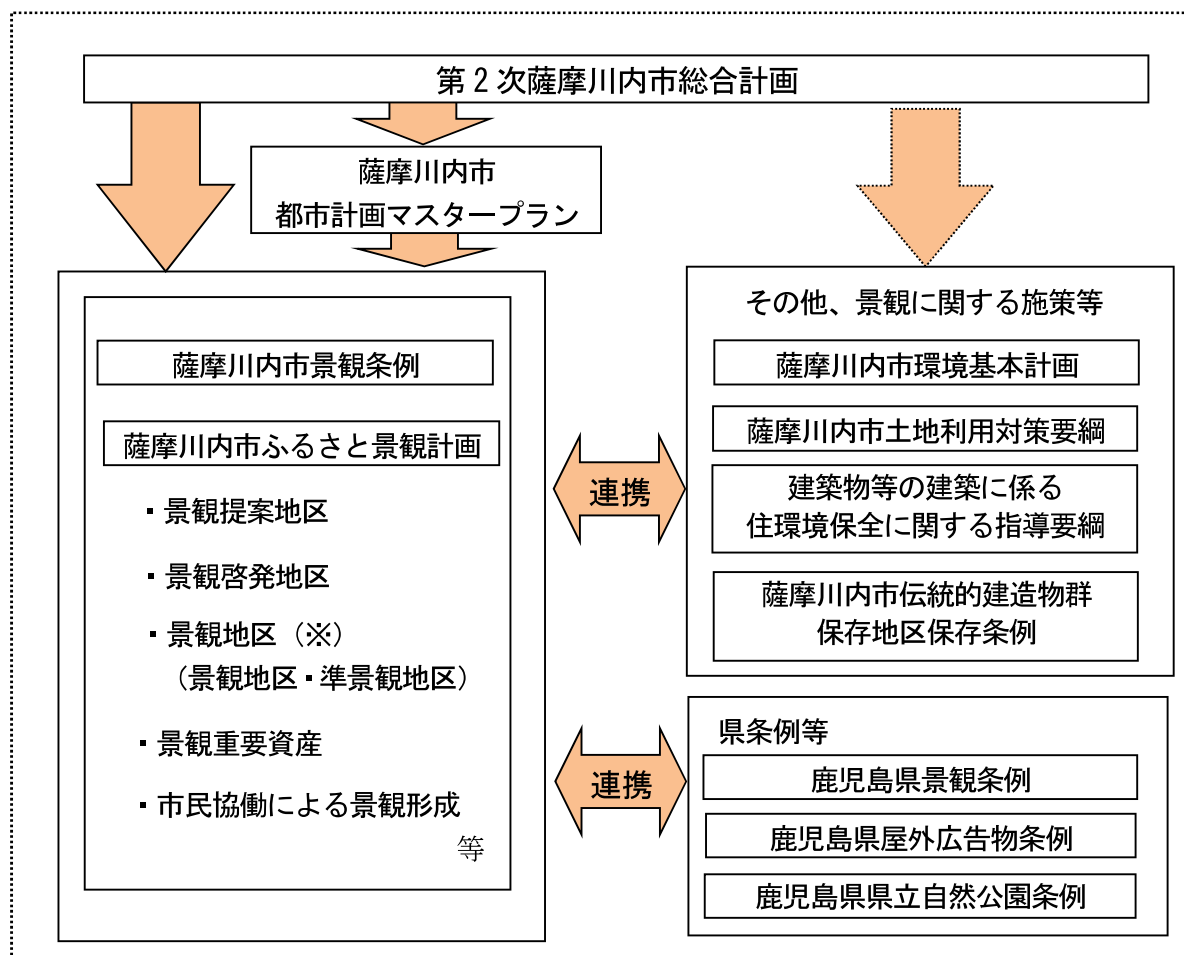 第2次薩摩川内市総合計画
薩摩川内市
都市計画マスタープラン
薩摩川内市景観条例
薩摩川内市ふるさと景観計画
・景観提案地区
・景観啓発地区
・景観地区（※）
（景観地区・準景観地区）
・景観重要資産
・市民協働による景観形成
等
連携
連携
その他、景観に関する施策等
薩摩川内市環境基本計画
薩摩川内市土地利用対策要綱
建築物等の建築に係る
住環境保全に関する指導要綱
薩摩川内市伝統的建造物群
保存地区保存条例
県条例等
鹿児島県景観条例
鹿児島県屋外広告物条例
鹿児島県県立自然公園条例